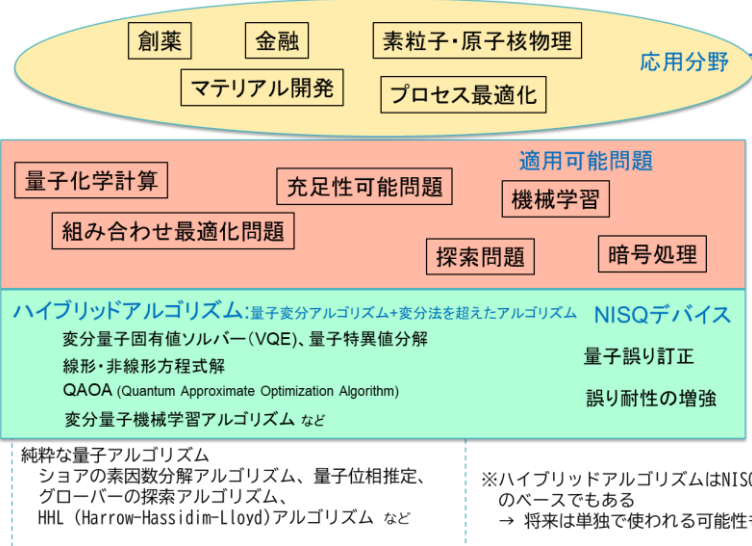 創薬
金融
素粒子・原子核物理
応用分野
マテリアル開発
プロセス最適化
適用可能問題
量子化学計算
充足性可能問題
機械学習
組み合わせ最適化問題
探索問題
暗号処理
ハイブリッドアルゴリズム:量子変分アルゴリズム+変分法を超えたアルゴリズム
NISQデバイス
変分量子固有値ソルバー(VQE)、量子特異値分解
線形・非線形方程式解
QAOA (Quantum Approximate Optimization Algorithm)
変分量子機械学習アルゴリズム など
量子誤り訂正
誤り耐性の増強
純粋な量子アルゴリズム
ショアの素因数分解アルゴリズム、量子位相推定、
グローバーの探索アルゴリズム、
HHL (Harrow-Hassidim-Lloyd)アルゴリズム など
※ハイブリッドアルゴリズムはNISQ
のベースでもある
→ 将来は単独で使われる可能性